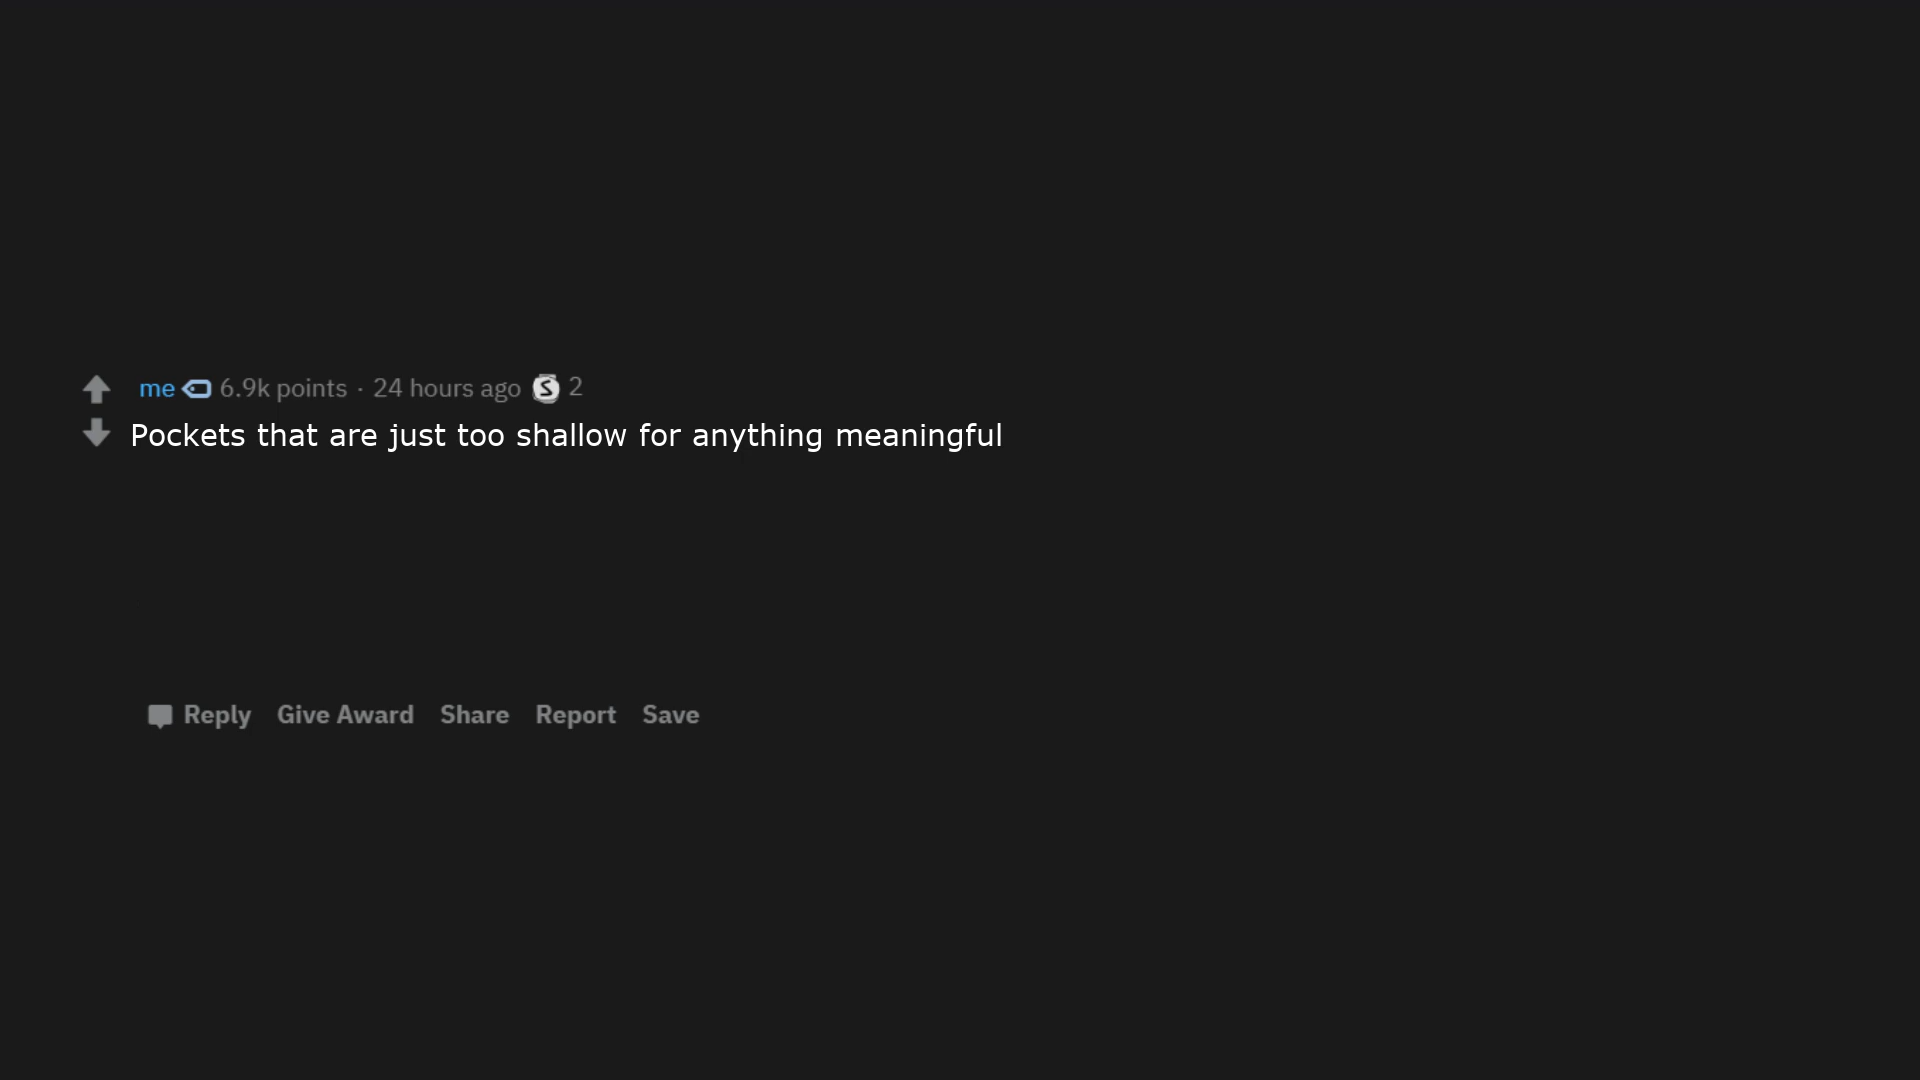 me 6.9k points · 24 hours ago S 2
Pockets that are just too shallow for anything meaningful
Reply Give Award Share Report Save